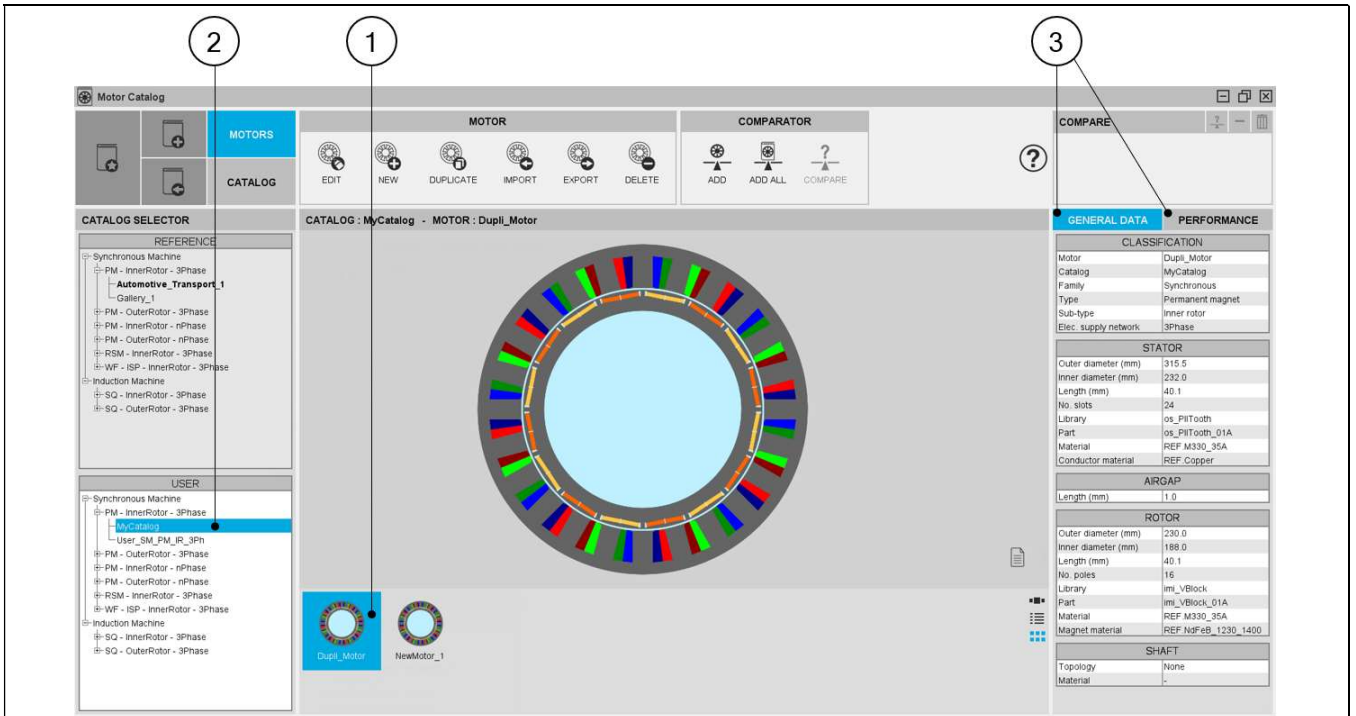 2
1
3
Motor Catalog
MOTORS
CATALOG
MOTOR
EDIT
NEW
DUPLICATE
IMPORT
EXPORT
DELETE
COMPARATOR
ADD
ADD ALL
?
COMPARE
?
COMPARE
?
CATALOG SELECTOR
REFERENCE
Synchronous Machine
PM - InnerRotor - 3Phase
Automotive_Transport_1
Gallery_1
PM - OuterRotor - 3Phase
PM - InnerRotor - nPhase
PM - OuterRotor - nPhase
RSM - InnerRotor - 3Phase
WF - ISP - InnerRotor - 3Phase
Induction Machine
SQ - InnerRotor - 3Phase
SQ - OuterRotor - 3Phase
USER
Synchronous Machine
PM - InnerRotor - 3Phase
MyCatalog
User_SM_PM_IR_3Ph
PM - OuterRotor - 3Phase
PM - InnerRotor - nPhase
PM - OuterRotor - nPhase
RSM - InnerRotor - 3Phase
WF - ISP - InnerRotor - 3Phase
Induction Machine
SQ - InnerRotor - 3Phase
SQ - OuterRotor - 3Phase
CATALOG : MyCatalog - MOTOR : Dupli_Motor
Dupli_Motor
NewMotor_1
GENERAL DATA
PERFORMANCE
CLASSIFICATION
Motor Dupli_Motor
Catalog MyCatalog
Family Synchronous
Type Permanent magnet
Sub-type Inner rotor
Elec. supply network 3Phase
STATOR
Outer diameter (mm) 315.5
Inner diameter (mm) 232.0
Length (mm) 40.1
No. slots 24
Library os_PllTooth
Part os_PllTooth_01A
Material REF.M330_35A
Conductor material REF.Copper
AIRGAP
Length (mm) 1.0
ROTOR
Outer diameter (mm) 230.0
Inner diameter (mm) 188.0
Length (mm) 40.1
No. poles 16
Library imi_VBlock
Part imi_VBlock_01A
Material REF.M330_35A
Magnet material REF.NdFeB_1230_1400
SHAFT
Topology None
Material -